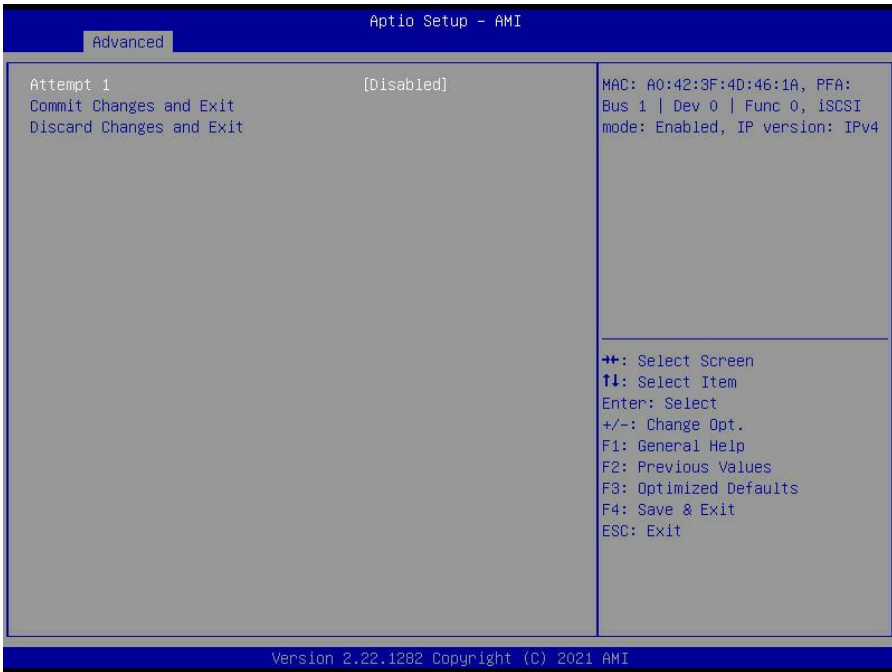 Aptio Setup – AMI
Advanced
Attempt 1 [Disabled]
Commit Changes and Exit
Discard Changes and Exit
MAC: A0:42:3F:4D:46:1A, PFA:
Bus 1 | Dev 0 | Func 0, iSCSI
mode: Enabled, IP version: IPv4
→←: Select Screen
↑↓: Select Item
Enter: Select
+/-: Change Opt.
F1: General Help
F2: Previous Values
F3: Optimized Defaults
F4: Save & Exit
ESC: Exit
Version 2.22.1282 Copyright (C) 2021 AMI